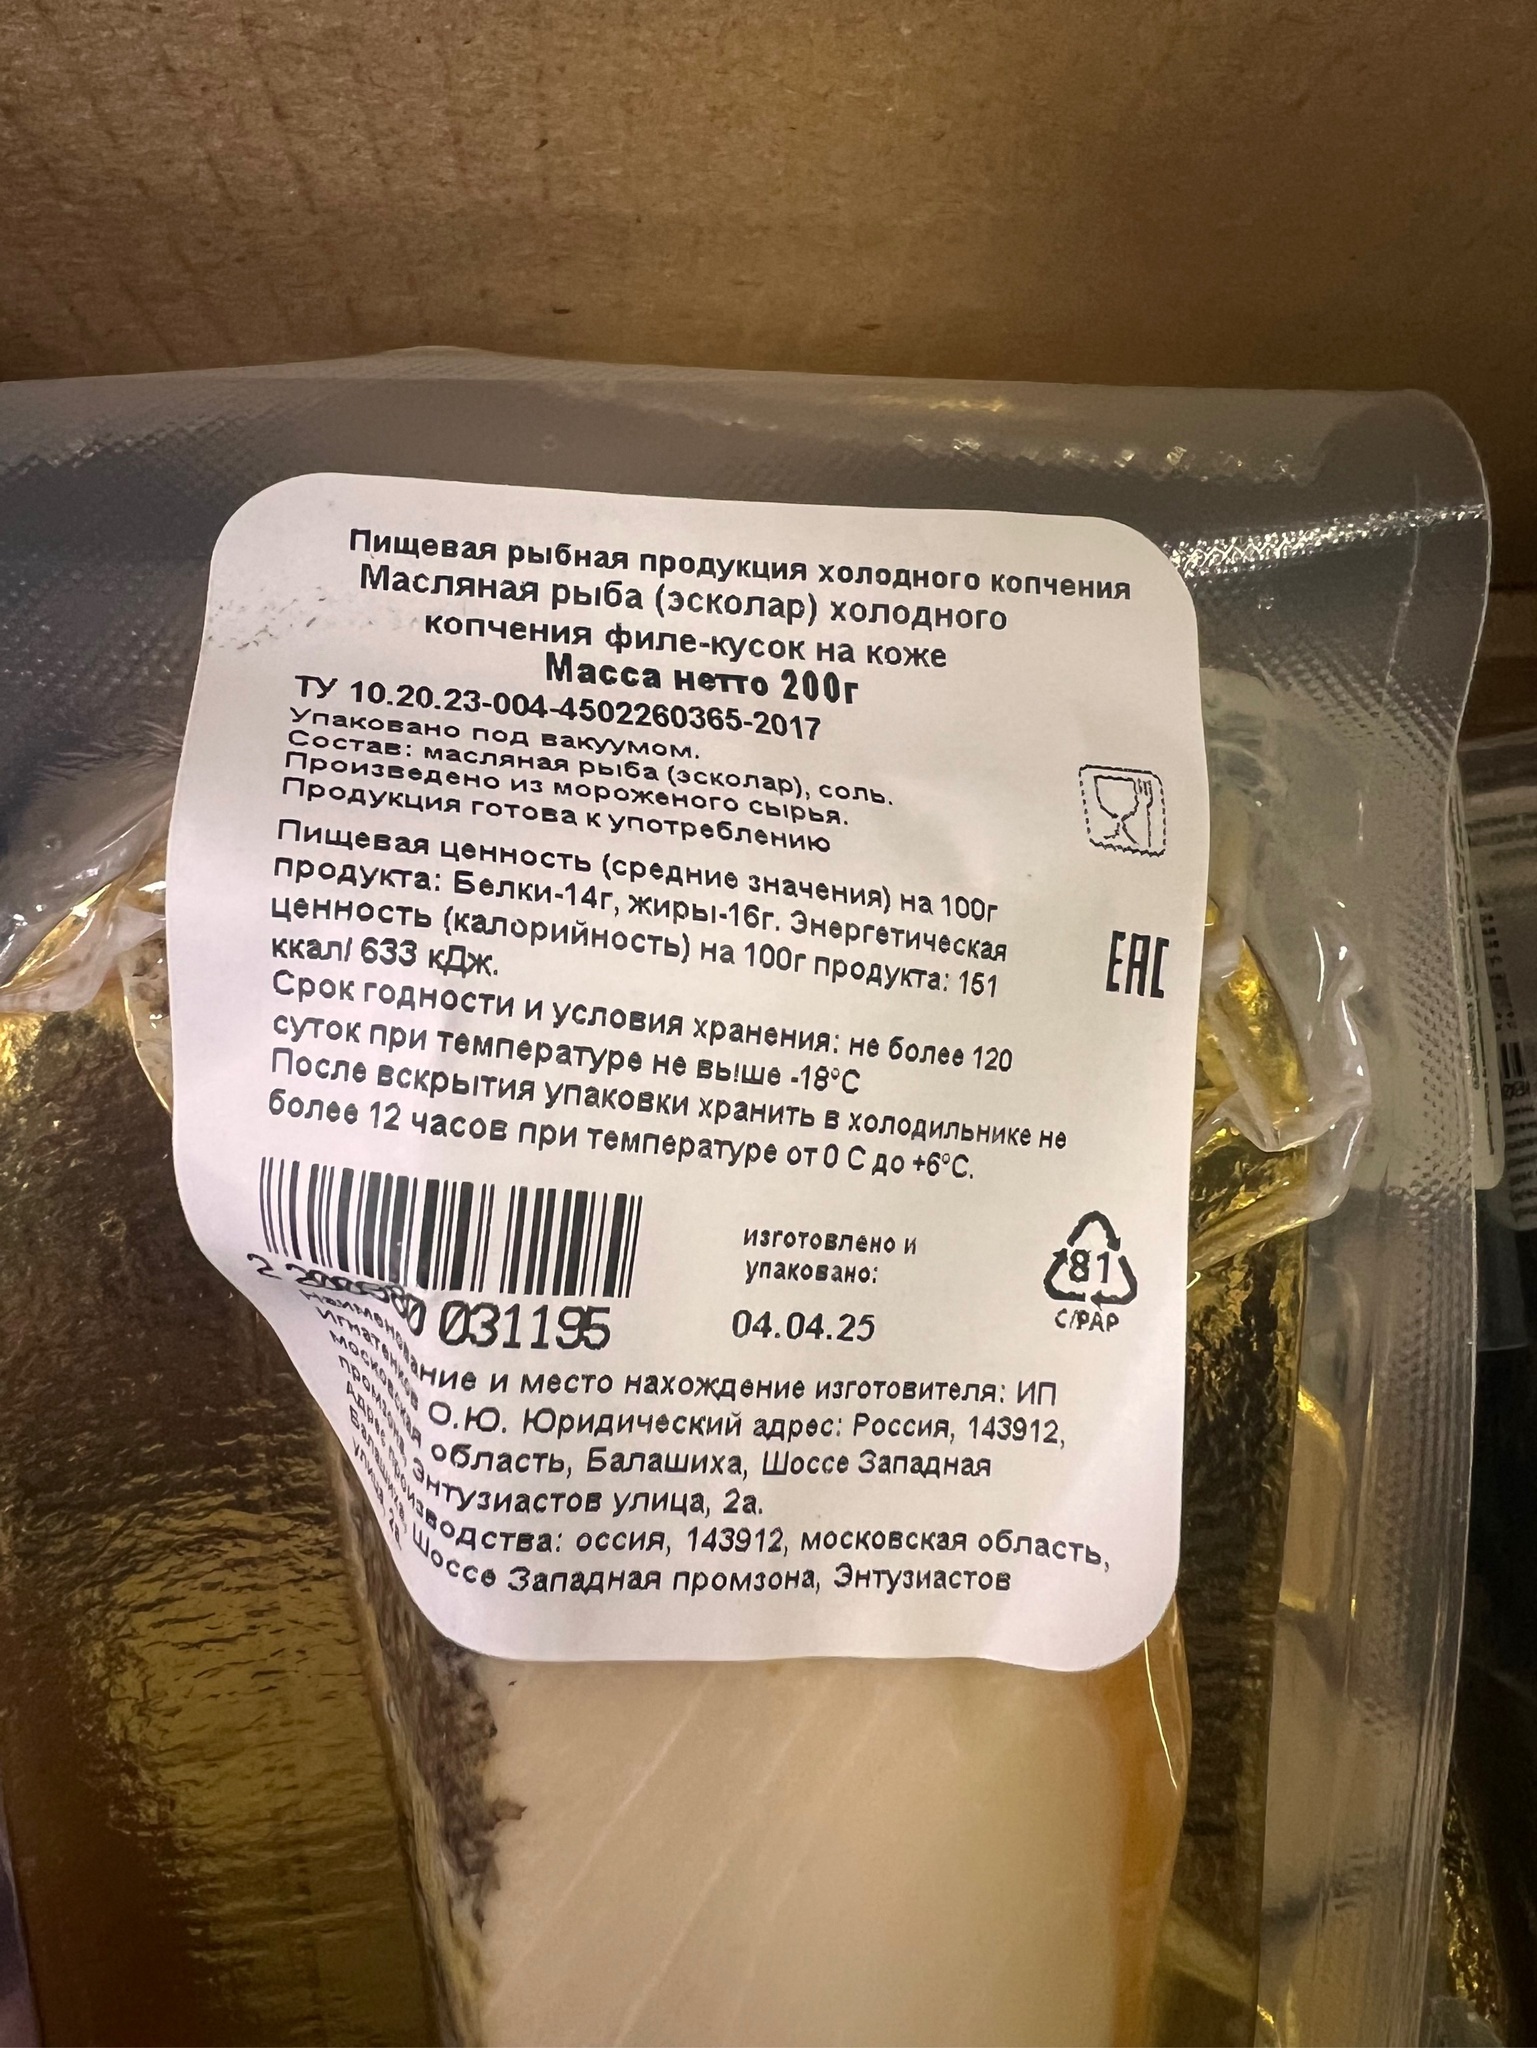 Пищевая рыбная продукция холодного копчения
Масляная рыба (эсколар) холодного
копчения филе-кусок на коже
Масса нетто 200г
ТУ 10.20.23-004-4502260365-2017
Упаковано под вакуумом.
Состав: масляная рыба (эсколар), соль.
Произведено из мороженого сырья.
Продукция готова к употреблению
Пищевая ценность (средние значения) на 100г
продукта: Белки-14г, жиры-16г. Энергетическая
ценность (калорийность) на 100г продукта: 151
ккал/ 633 кДж.
EAC
Срок годности и условия хранения: не более 120
суток при температуре не выше -18°С
После вскрытия упаковки хранить в холодильнике не
более 12 часов при температуре от 0 С до +6°С.
изготовлено и
упаковано:
04.04.25
81
C/PAP
2 031195
Наименование и место нахождение изготовителя: ИП
Игнатенков О.Ю. Юридический адрес: Россия, 143912,
московская область, Балашиха, Шоссе Западная
промзона, Энтузиастов улица, 2а.
Адрес производства: оссия, 143912, московская область,
Балашиха, Шоссе Западная промзона, Энтузиастов
улица, 2а.